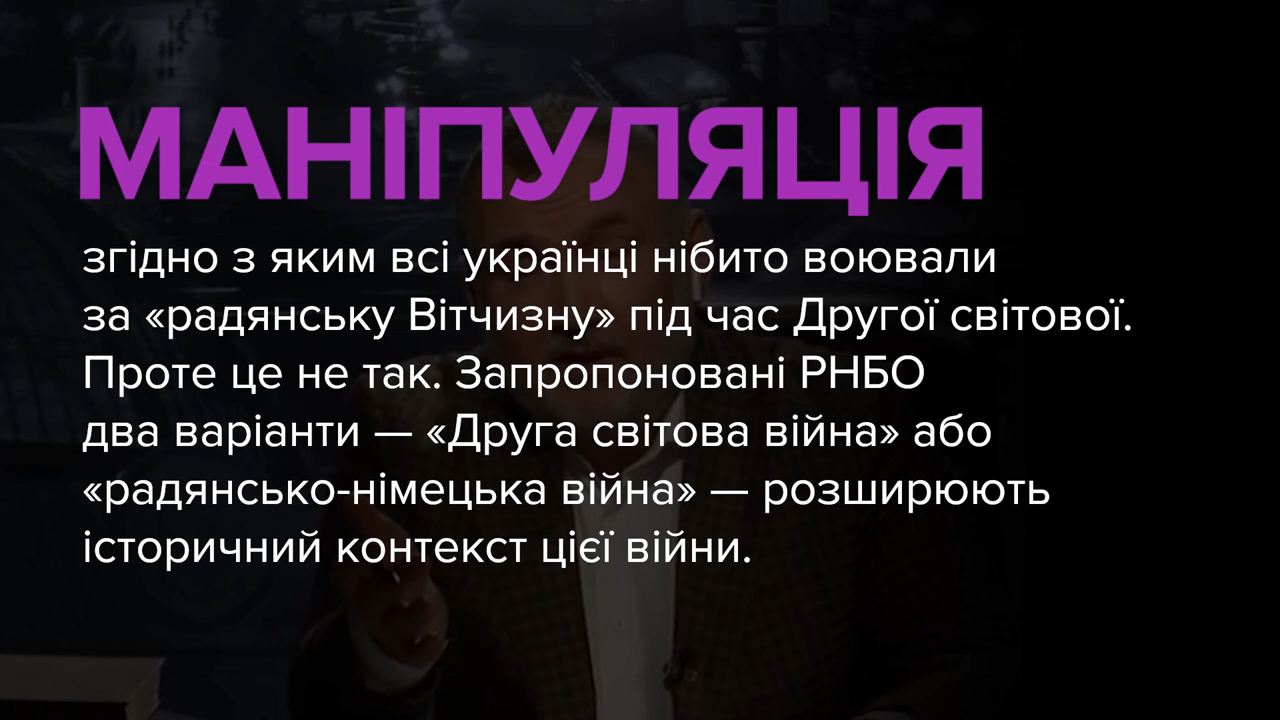 МАНІПУЛЯЦІЯ
згідно з яким всі українці нібито воювали
за «радянську Вітчизну» під час Другої світової.
Проте це не так. Запропоновані РНБО
два варіанти — «Друга світова війна» або
«радянсько-німецька війна» — розширюють
історичний контекст цієї війни.